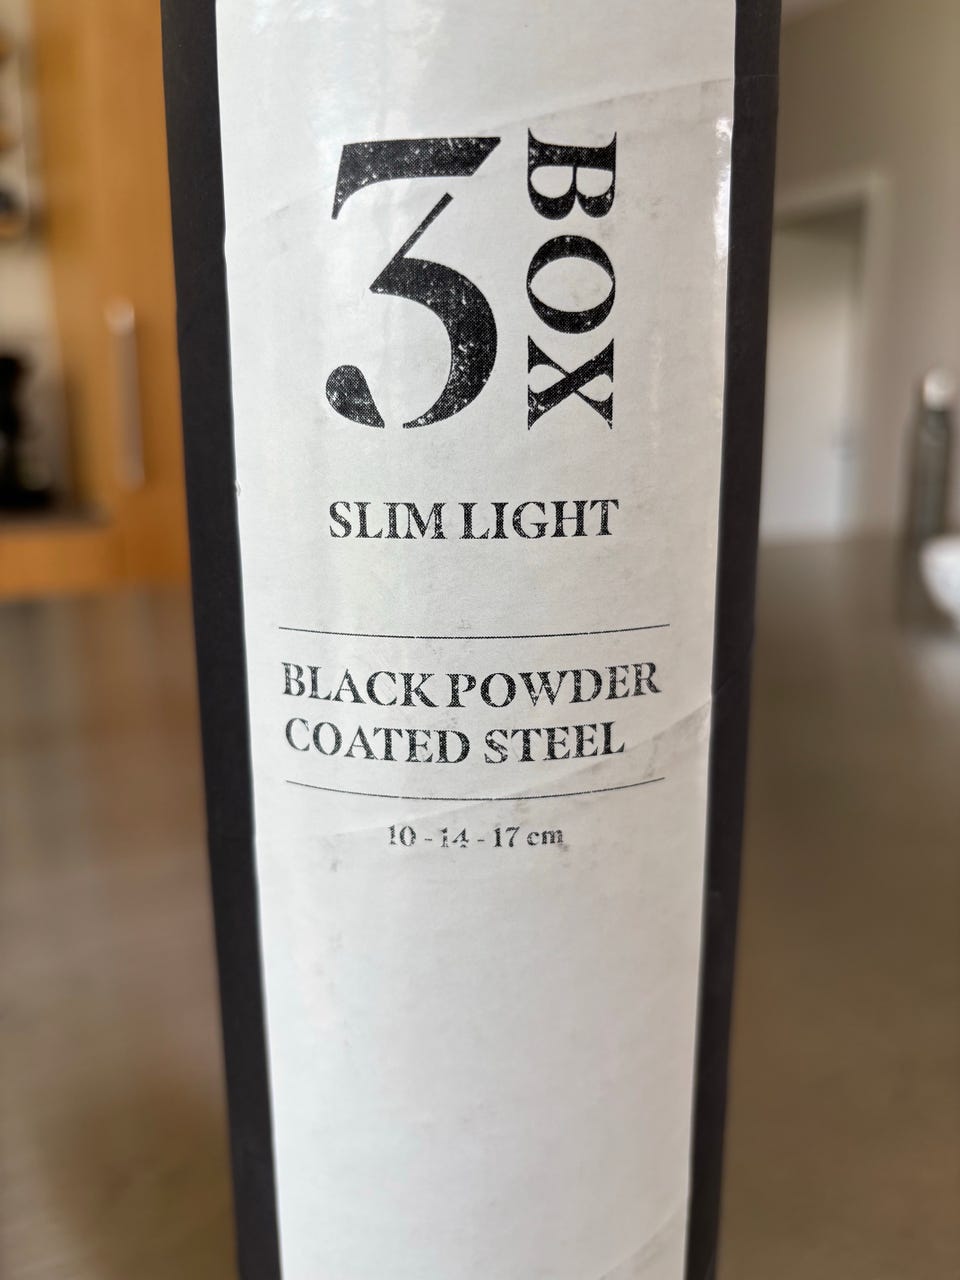 3 BOX
SLIM LIGHT
BLACK POWDER
COATED STEEL
10 - 14 - 17 cm